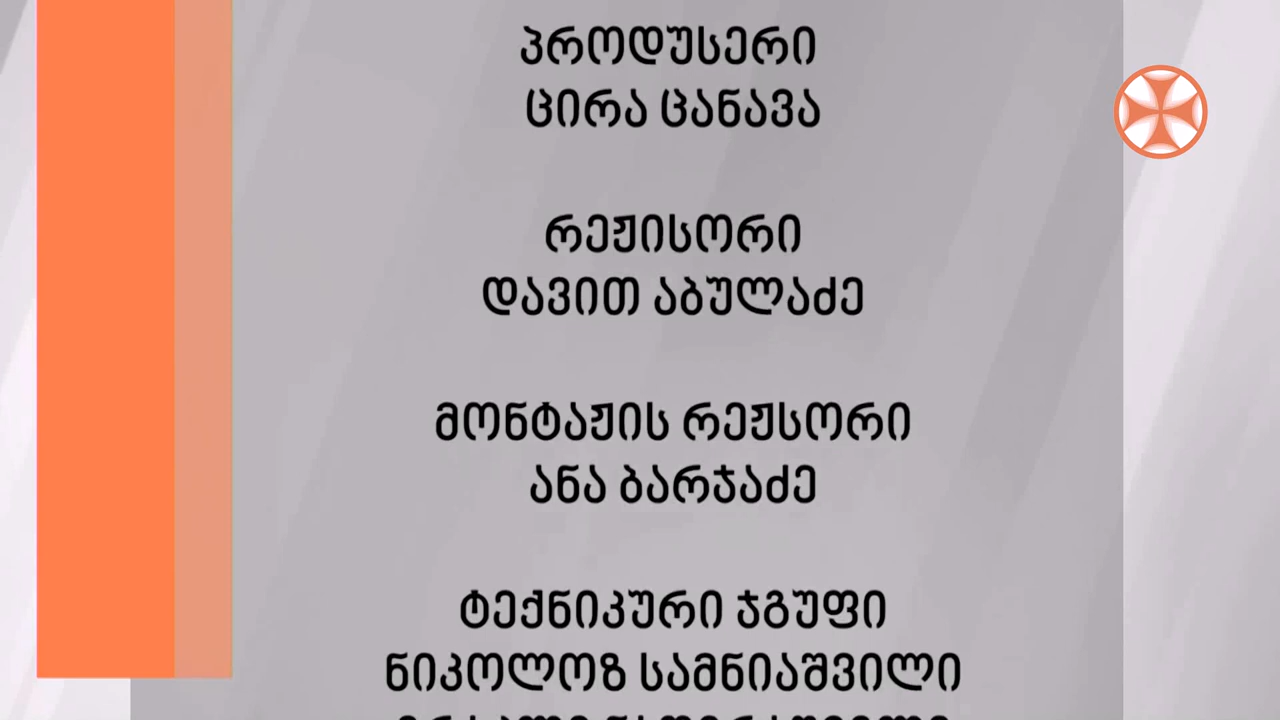 პროდუსერი
ცირა ცანავა
რეჟისორი
დავით აბულაძე
მონტაჟის რეჟსორი
ანა ბარჯაძე
ტექნიკური ჯგუფი
ნიკოლოზ სამნიაშვილი